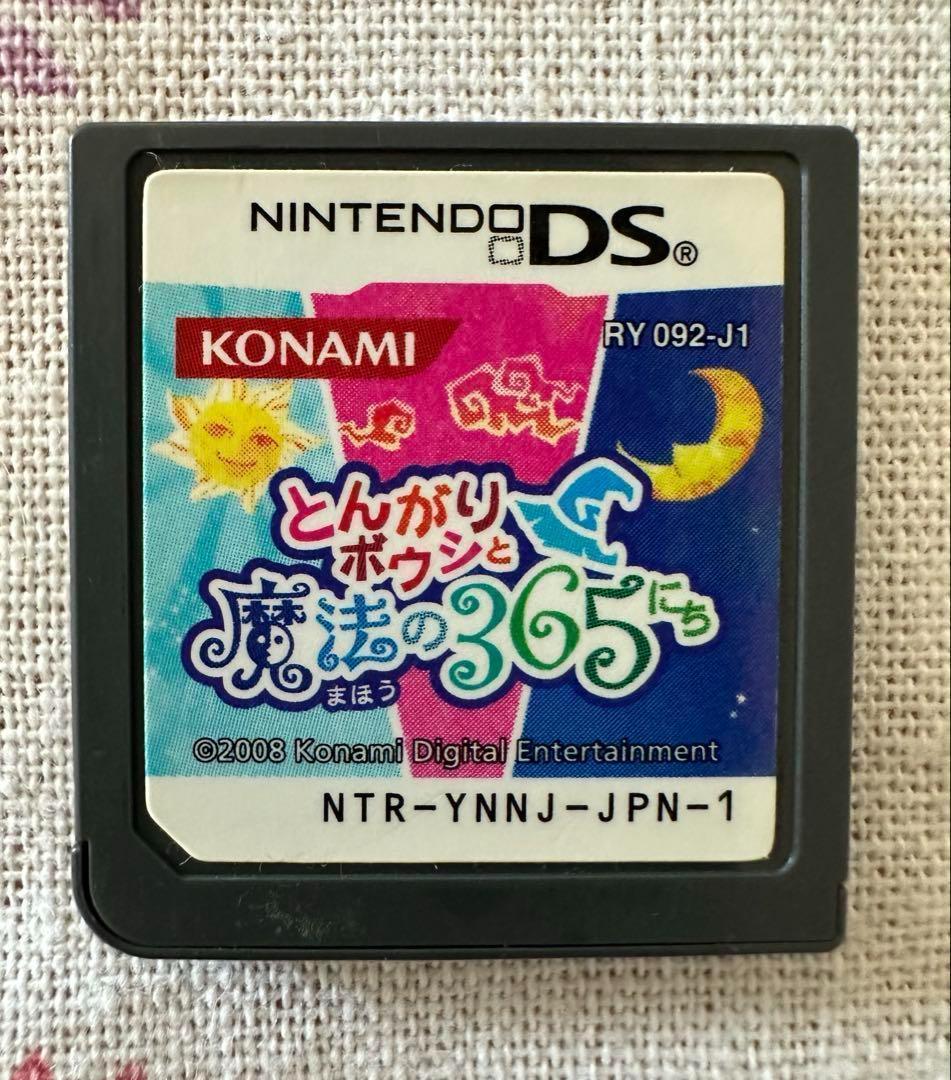 NINTENDO DS®
KONAMI
RY 092-J1
とんがり
ボウシと
魔法の365にち
まほう
©2008 Konami Digital Entertainment
NTR-YNNJ-JPN-1